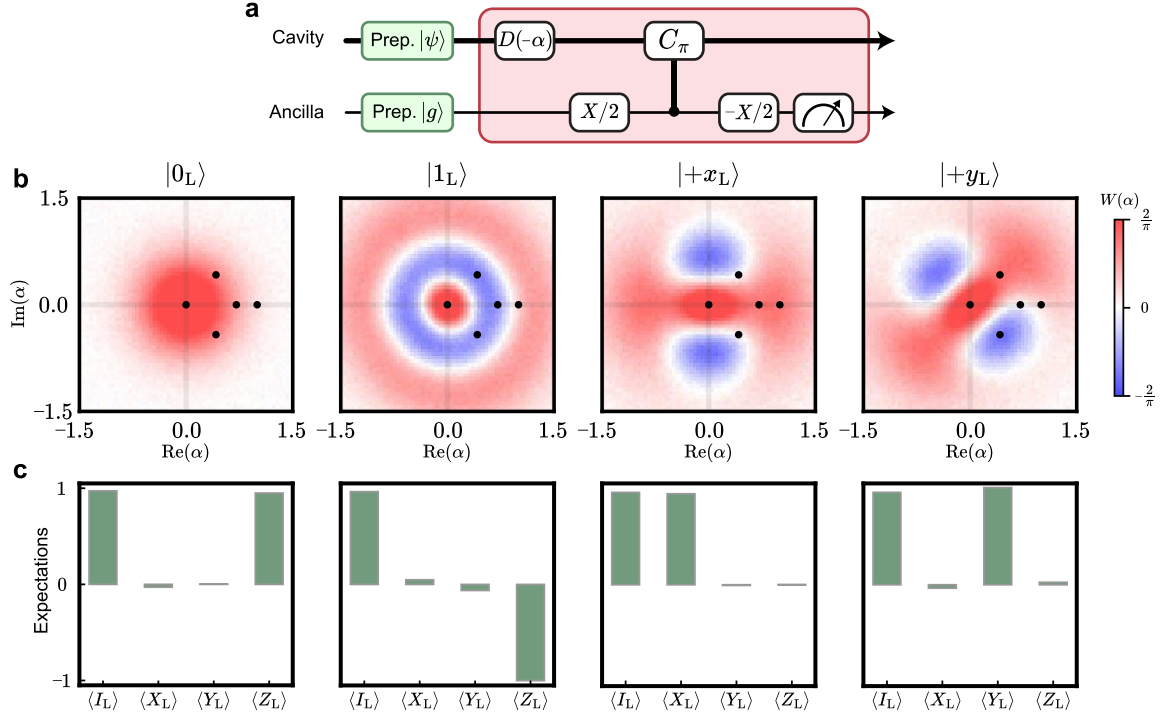 a
Cavity Prep. |ψ⟩ D(−α) C_π
Ancilla Prep. |g⟩ X/2 −X/2
b
|0_L⟩ |1_L⟩ |+x_L⟩ |+y_L⟩
W(α)
2/π
0
−2/π
1.5
0.0
−1.5
Im(α)
−1.5 0.0 1.5 −1.5 0.0 1.5 −1.5 0.0 1.5 −1.5 0.0 1.5
Re(α) Re(α) Re(α) Re(α)
c
1
0
−1
Expectations
⟨I_L⟩ ⟨X_L⟩ ⟨Y_L⟩ ⟨Z_L⟩ ⟨I_L⟩ ⟨X_L⟩ ⟨Y_L⟩ ⟨Z_L⟩ ⟨I_L⟩ ⟨X_L⟩ ⟨Y_L⟩ ⟨Z_L⟩ ⟨I_L⟩ ⟨X_L⟩ ⟨Y_L⟩ ⟨Z_L⟩